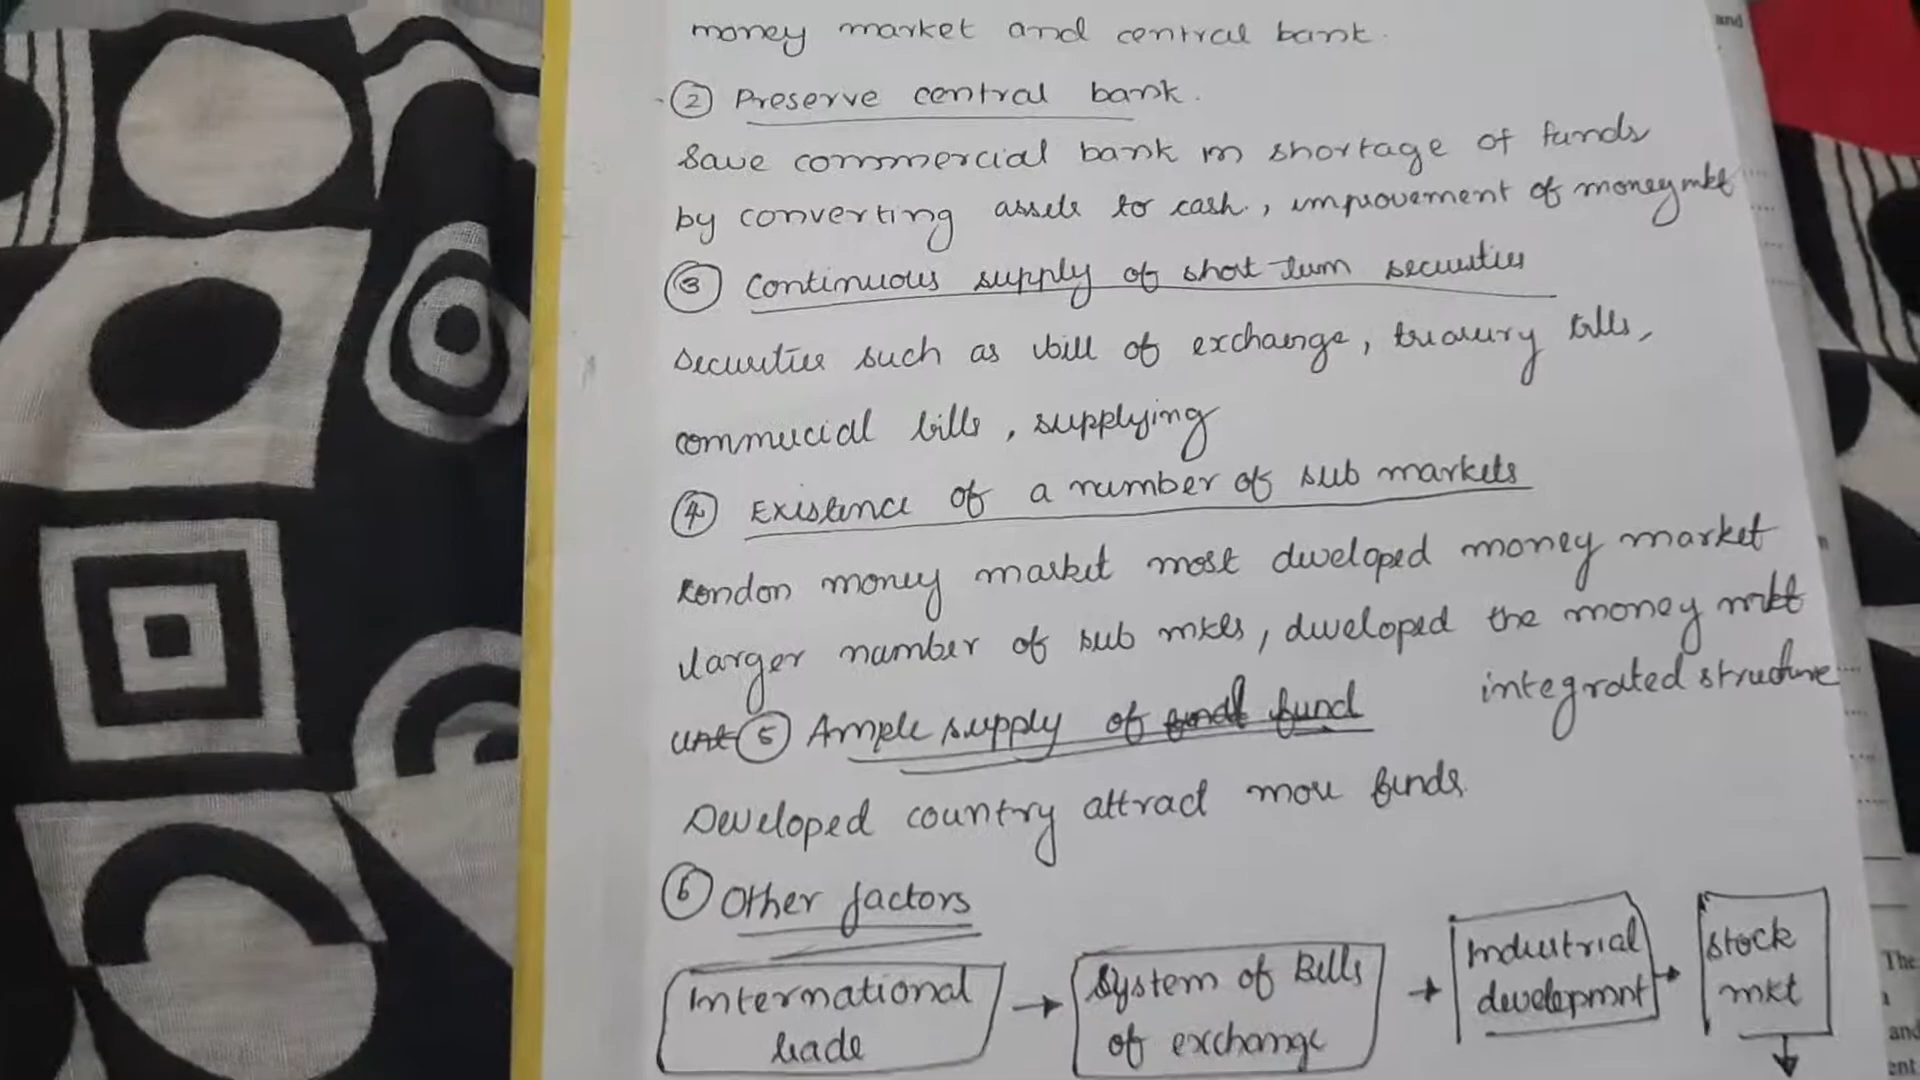 money market and central bank.
② Preserve central bank.
Save commercial bank in shortage of funds
by converting assets to cash, improvement of money mkt
③ Continuous supply of short term securities
Securities such as bill of exchange, treasury bills,
commercial bills, supplying
④ Existence of a number of sub markets
London money market most developed money market
larger number of sub mkts, developed the money mkt
integrated structure
⑤ Ample supply of fund
Developed country attract more funds.
⑥ Other factors
International trade → System of Bills of exchange → Industrial development → Stock mkt
and
The
and
ent